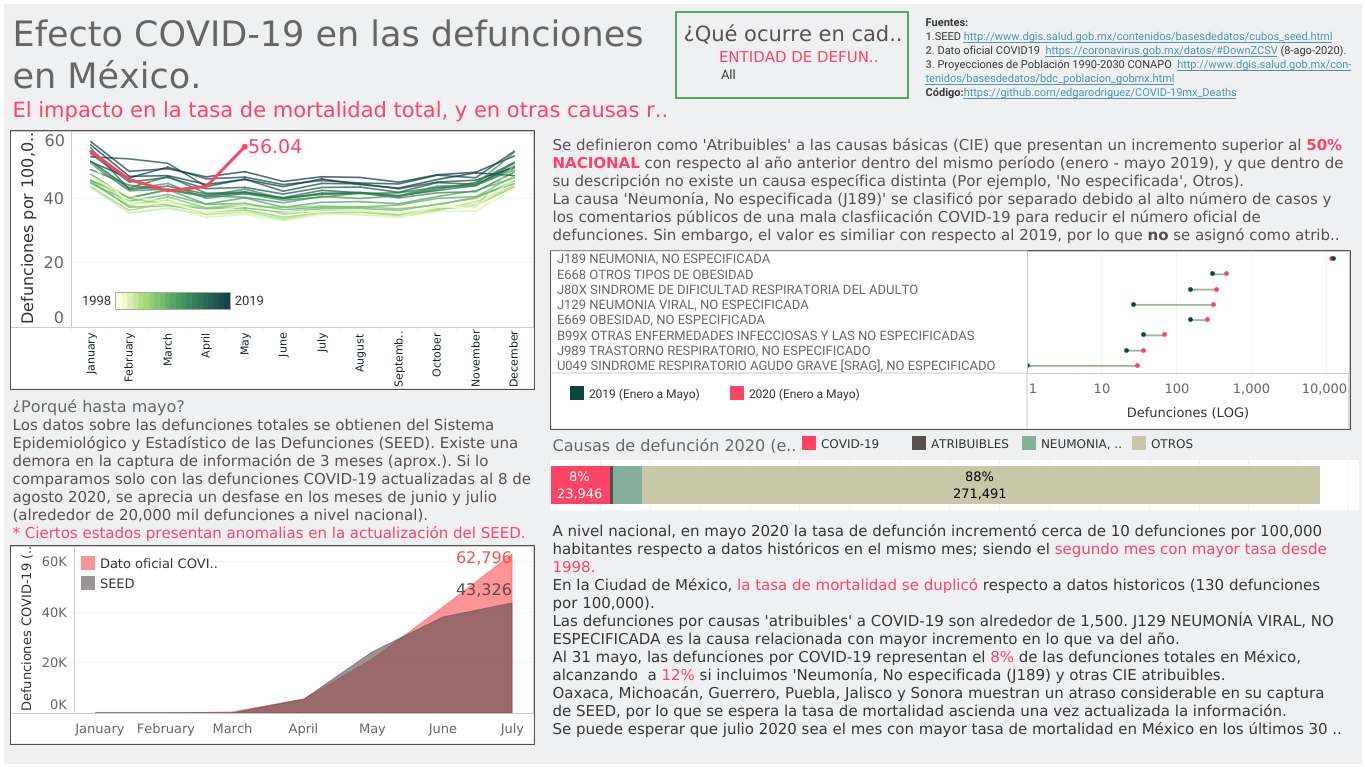 Efecto COVID-19 en las defunciones
en México.
El impacto en la tasa de mortalidad total, y en otras causas r..
¿Qué ocurre en cad..
ENTIDAD DE DEFUN..
All
Fuentes:
1.SEED http://www.dgis.salud.gob.mx/contenidos/basesdedatos/cubos_seed.html
2. Dato oficial COVID19 https://coronavirus.gob.mx/datos/#DownZCSV (8-ago-2020).
3. Proyecciones de Población 1990-2030 CONAPO http://www.dgis.salud.gob.mx/con-
tenidos/basesdedatos/bdc_poblacion_gobmx.html
Código:https://github.com/edgarodriguez/COVID-19mx_Deaths
Defunciones por 100,0..
60
40
20
0
56.04
1998
2019
January
February
March
April
May
June
July
August
Septemb..
October
November
December
¿Porqué hasta mayo?
Los datos sobre las defunciones totales se obtienen del Sistema
Epidemiológico y Estadístico de las Defunciones (SEED). Existe una
demora en la captura de información de 3 meses (aprox.). Si lo
comparamos solo con las defunciones COVID-19 actualizadas al 8 de
agosto 2020, se aprecia un desfase en los meses de junio y julio
(alrededor de 20,000 mil defunciones a nivel nacional).
* Ciertos estados presentan anomalias en la actualización del SEED.
Defunciones COVID-19 (..
60K
40K
20K
0K
Dato oficial COVI..
SEED
62,796
43,326
January
February
March
April
May
June
July
Se definieron como 'Atribuibles' a las causas básicas (CIE) que presentan un incremento superior al 50%
NACIONAL con respecto al año anterior dentro del mismo período (enero - mayo 2019), y que dentro de
su descripción no existe un causa específica distinta (Por ejemplo, 'No especificada', Otros).
La causa 'Neumonía, No especificada (J189)' se clasificó por separado debido al alto número de casos y
los comentarios públicos de una mala clasfiicación COVID-19 para reducir el número oficial de
defunciones. Sin embargo, el valor es similiar con respecto al 2019, por lo que no se asignó como atrib..
J189 NEUMONIA, NO ESPECIFICADA
E668 OTROS TIPOS DE OBESIDAD
J80X SINDROME DE DIFICULTAD RESPIRATORIA DEL ADULTO
J129 NEUMONIA VIRAL, NO ESPECIFICADA
E669 OBESIDAD, NO ESPECIFICADA
B99X OTRAS ENFERMEDADES INFECCIOSAS Y LAS NO ESPECIFICADAS
J989 TRASTORNO RESPIRATORIO, NO ESPECIFICADO
U049 SINDROME RESPIRATORIO AGUDO GRAVE [SRAG], NO ESPECIFICADO
2019 (Enero a Mayo)
2020 (Enero a Mayo)
1
10
100
1,000
10,000
Defunciones (LOG)
Causas de defunción 2020 (e..
COVID-19
ATRIBUIBLES
NEUMONIA, ..
OTROS
8%
23,946
88%
271,491
A nivel nacional, en mayo 2020 la tasa de defunción incrementó cerca de 10 defunciones por 100,000
habitantes respecto a datos históricos en el mismo mes; siendo el segundo mes con mayor tasa desde
1998.
En la Ciudad de México, la tasa de mortalidad se duplicó respecto a datos historicos (130 defunciones
por 100,000).
Las defunciones por causas 'atribuibles' a COVID-19 son alrededor de 1,500. J129 NEUMONÍA VIRAL, NO
ESPECIFICADA es la causa relacionada con mayor incremento en lo que va del año.
Al 31 mayo, las defunciones por COVID-19 representan el 8% de las defunciones totales en México,
alcanzando a 12% si incluimos 'Neumonía, No especificada (J189) y otras CIE atribuibles.
Oaxaca, Michoacán, Guerrero, Puebla, Jalisco y Sonora muestran un atraso considerable en su captura
de SEED, por lo que se espera la tasa de mortalidad ascienda una vez actualizada la información.
Se puede esperar que julio 2020 sea el mes con mayor tasa de mortalidad en México en los últimos 30 ..